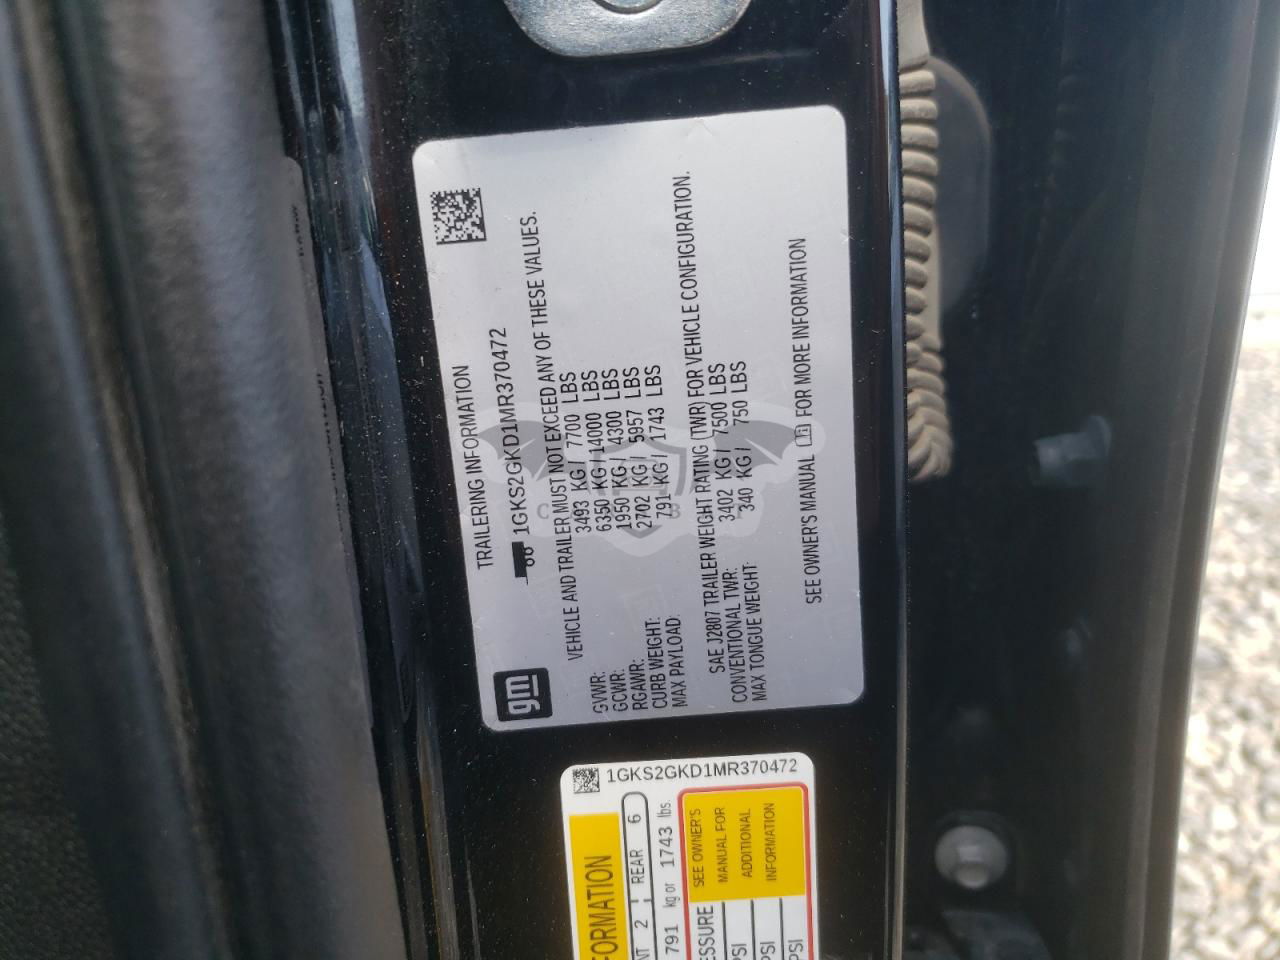 TRAILERING INFORMATION
1GKS2GKD1MR370472
gm
VEHICLE AND TRAILER MUST NOT EXCEED ANY OF THESE VALUES.
GVWR: 3493 KG / 7700 LBS
GCWR: 6350 KG / 14000 LBS
RGAWR: 1950 KG / 4300 LBS
CURB WEIGHT: 2702 KG / 5957 LBS
MAX PAYLOAD: 791 KG / 1743 LBS
SAE J2807 TRAILER WEIGHT RATING (TWR) FOR VEHICLE CONFIGURATION.
CONVENTIONAL TWR: 3402 KG / 7500 LBS
MAX TONGUE WEIGHT: 340 KG / 750 LBS
SEE OWNER'S MANUAL FOR MORE INFORMATION
1GKS2GKD1MR370472
FORMATION
NT 2 REAR 6
791 kg or 1743 lbs.
SEE OWNER'S
MANUAL FOR
ADDITIONAL
INFORMATION
ESSURE
PSI
PSI
PSI